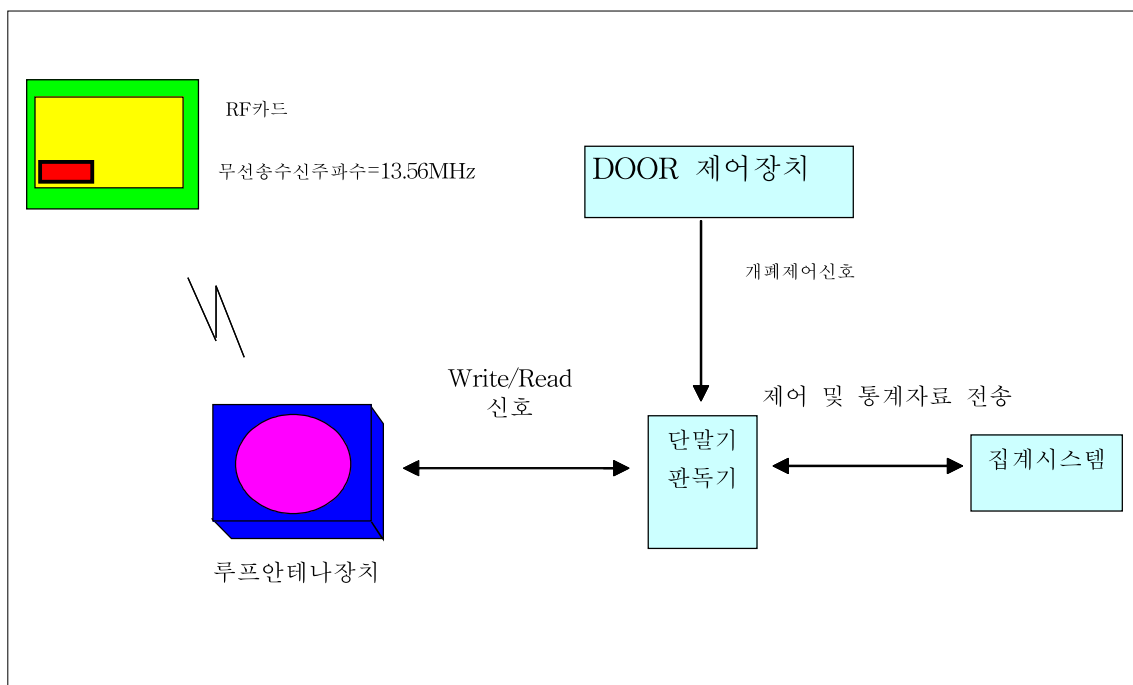 RF카드
무선송수신주파수=13.56MHz
DOOR 제어장치
개폐제어신호
Write/Read
신호
제어 및 통계자료 전송
단말기
판독기
집계시스템
루프안테나장치